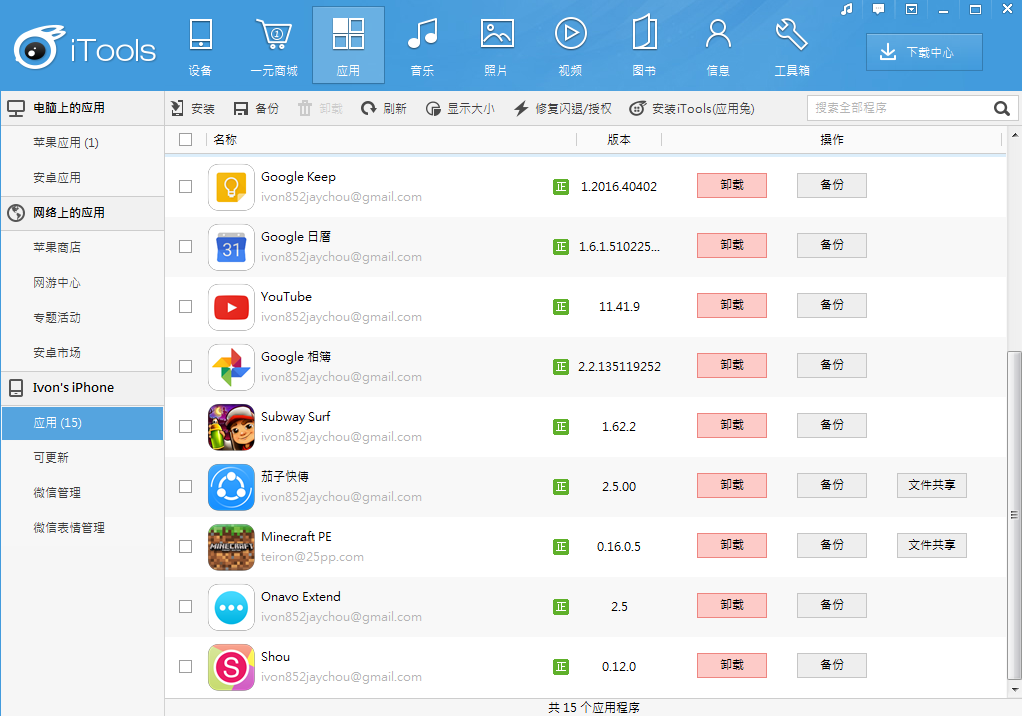 iTools
设备
一元商城
应用
音乐
照片
视频
图书
信息
工具箱
下载中心
电脑上的应用
苹果应用 (1)
安卓应用
网络上的应用
苹果商店
网游中心
专题活动
安卓市场
Ivon's iPhone
应用 (15)
可更新
微信管理
微信表情管理
安装 备份 卸载 刷新 显示大小 修复闪退/授权 安装iTools(应用兔) 搜索全部程序
名称 版本 操作
Google Keep
ivon852jaychou@gmail.com
正 1.2016.40402 卸载 备份
31
Google 日曆
ivon852jaychou@gmail.com
正 1.6.1.510225... 卸载 备份
YouTube
ivon852jaychou@gmail.com
正 11.41.9 卸载 备份
Google 相簿
ivon852jaychou@gmail.com
正 2.2.135119252 卸载 备份
Subway Surf
ivon852jaychou@gmail.com
正 1.62.2 卸载 备份
茄子快傳
ivon852jaychou@gmail.com
正 2.5.00 卸载 备份 文件共享
MINECRAFT
Minecraft PE
teiron@25pp.com
正 0.16.0.5 卸载 备份 文件共享
Onavo Extend
ivon852jaychou@gmail.com
正 2.5 卸载 备份
S
Shou
ivon852jaychou@gmail.com
正 0.12.0 卸载 备份
共 15 个应用程序